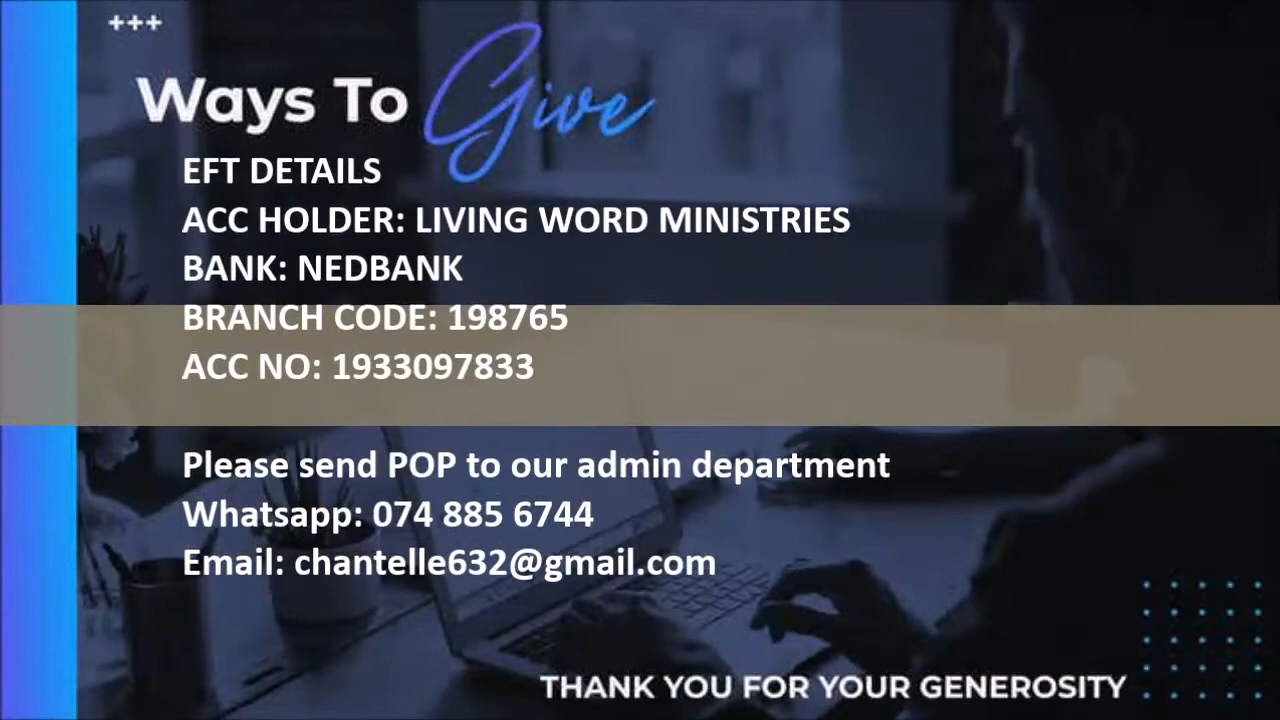 +++
Ways To Give
EFT DETAILS
ACC HOLDER: LIVING WORD MINISTRIES
BANK: NEDBANK
BRANCH CODE: 198765
ACC NO: 1933097833
Please send POP to our admin department
Whatsapp: 074 885 6744
Email: chantelle632@gmail.com
THANK YOU FOR YOUR GENEROSITY